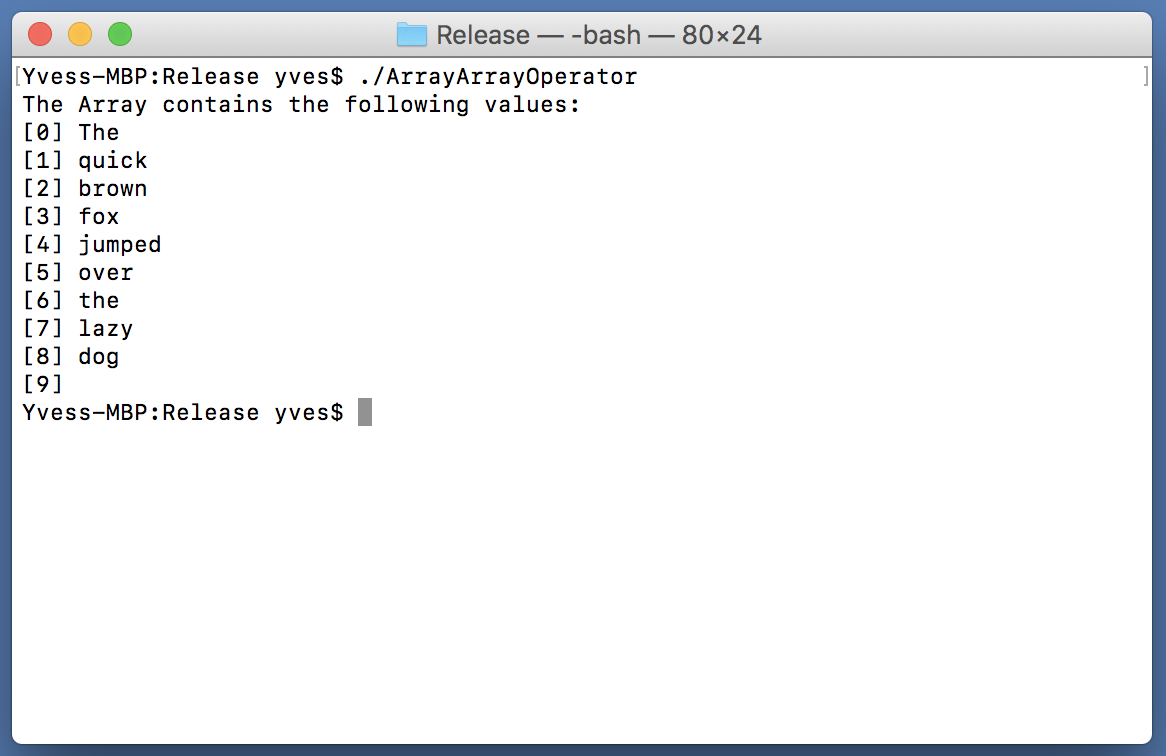 Release — -bash — 80×24
[Yvess-MBP:Release yves$ ./ArrayArrayOperator ]
The Array contains the following values:
[0] The
[1] quick
[2] brown
[3] fox
[4] jumped
[5] over
[6] the
[7] lazy
[8] dog
[9]
Yvess-MBP:Release yves$